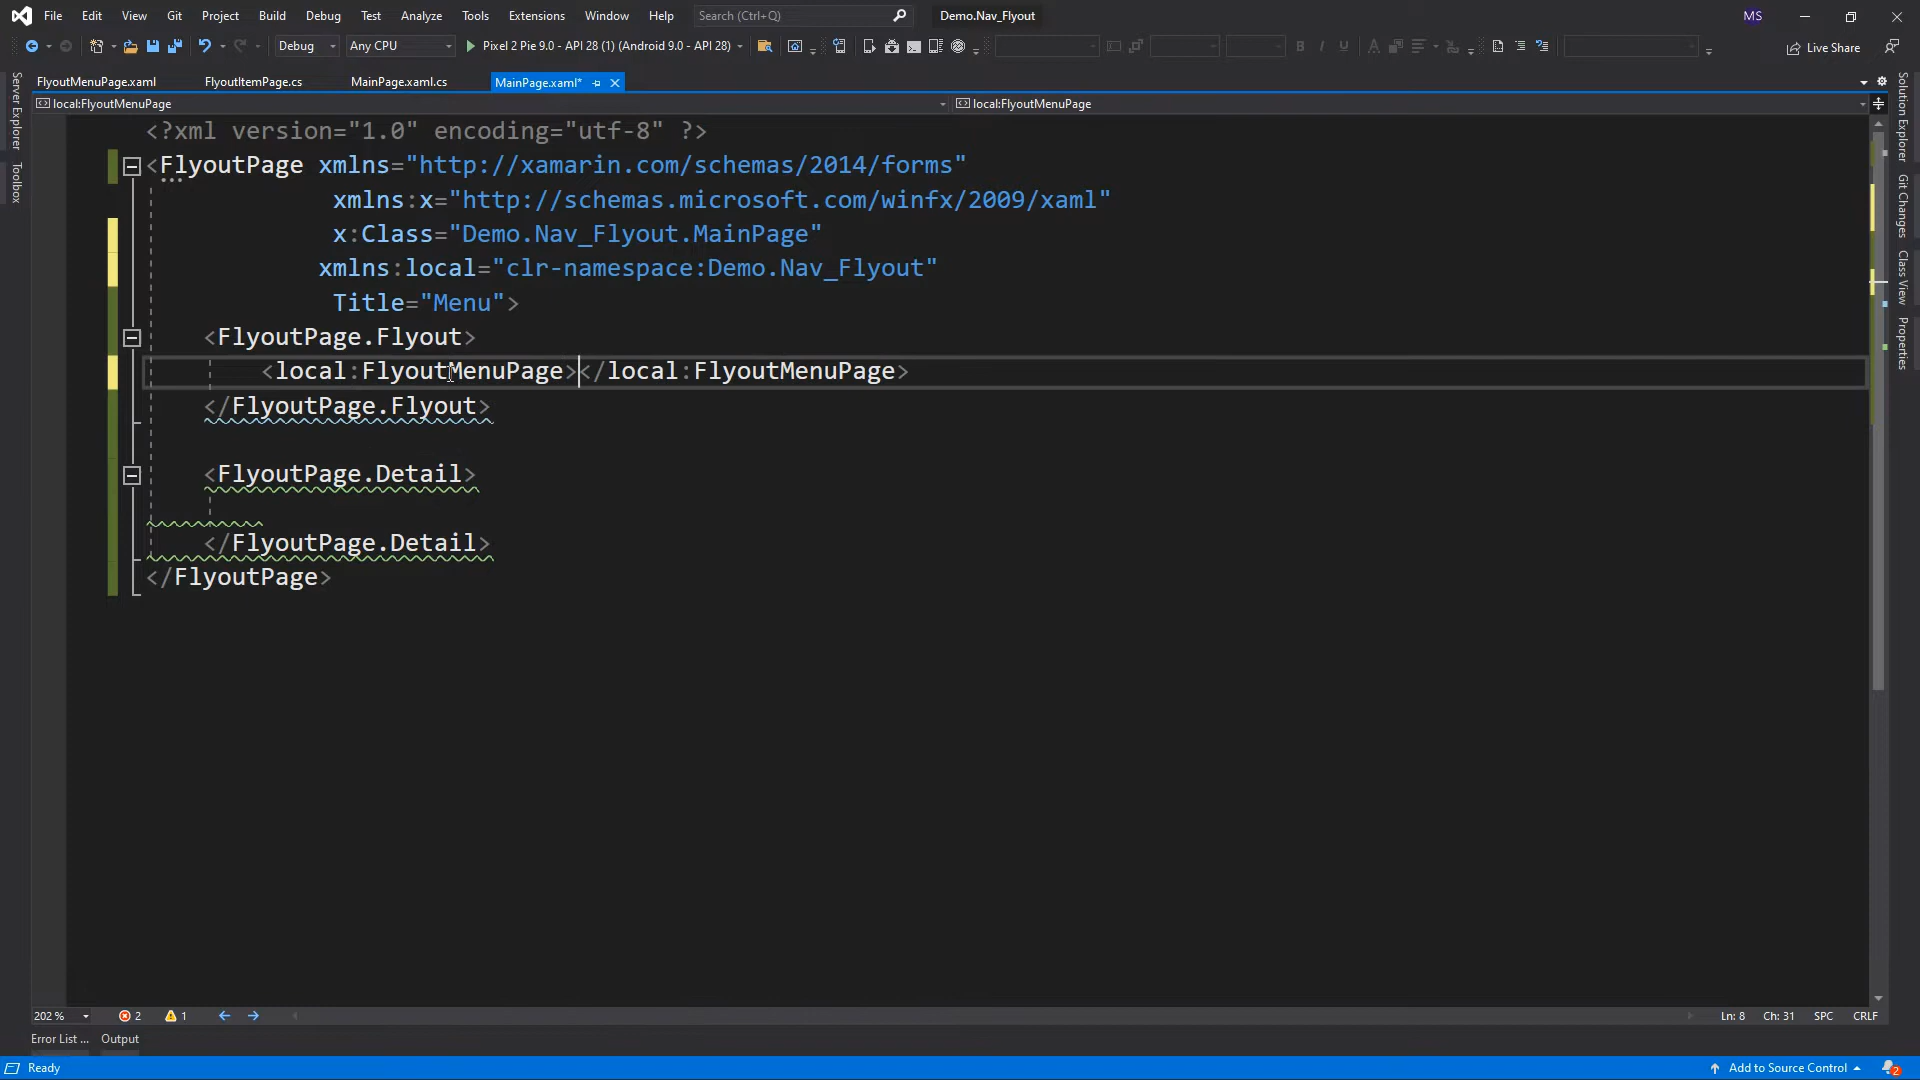 File Edit View Git Project Build Debug Test Analyze Tools Extensions Window Help Search (Ctrl+Q) Demo.Nav_Flyout MS
Debug Any CPU Pixel 2 Pie 9.0 - API 28 (1) (Android 9.0 - API 28) Live Share
FlyoutMenuPage.xaml FlyoutItemPage.cs MainPage.xaml.cs MainPage.xaml*
local:FlyoutMenuPage local:FlyoutMenuPage
Server Explorer
Toolbox
<?xml version="1.0" encoding="utf-8" ?>
<FlyoutPage xmlns="http://xamarin.com/schemas/2014/forms"
xmlns:x="http://schemas.microsoft.com/winfx/2009/xaml"
x:Class="Demo.Nav_Flyout.MainPage"
xmlns:local="clr-namespace:Demo.Nav_Flyout"
Title="Menu">
<FlyoutPage.Flyout>
<local:FlyoutMenuPage></local:FlyoutMenuPage>
</FlyoutPage.Flyout>
<FlyoutPage.Detail>
</FlyoutPage.Detail>
</FlyoutPage>
Solution Explorer
Git Changes
Class View
Properties
202 % 2 1 Ln: 8 Ch: 31 SPC CRLF
Error List ... Output
Ready Add to Source Control 2